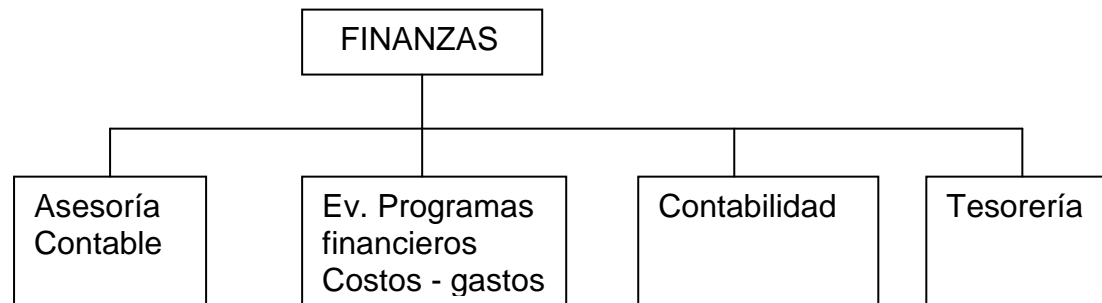 FINANZAS
Asesoría
Contable
Ev. Programas
financieros
Costos - gastos
Contabilidad
Tesorería